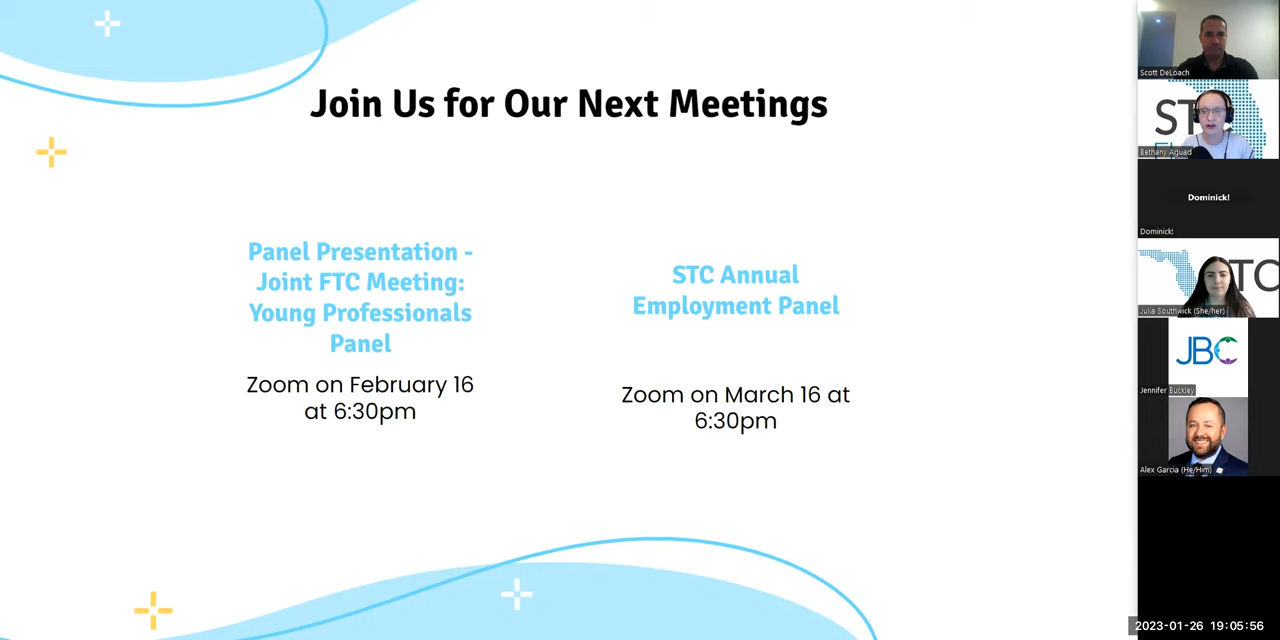 Join Us for Our Next Meetings
Panel Presentation -
Joint FTC Meeting:
Young Professionals
Panel
Zoom on February 16
at 6:30pm
STC Annual
Employment Panel
Zoom on March 16 at
6:30pm
Scott DeLoach
ST
Bethany Aguad
Dominick!
Dominick!
TC
Julia Southwick (She/her)
JBC
Jennifer Buckley
Alex Garcia (He/Him)
2023-01-26 19:05:56